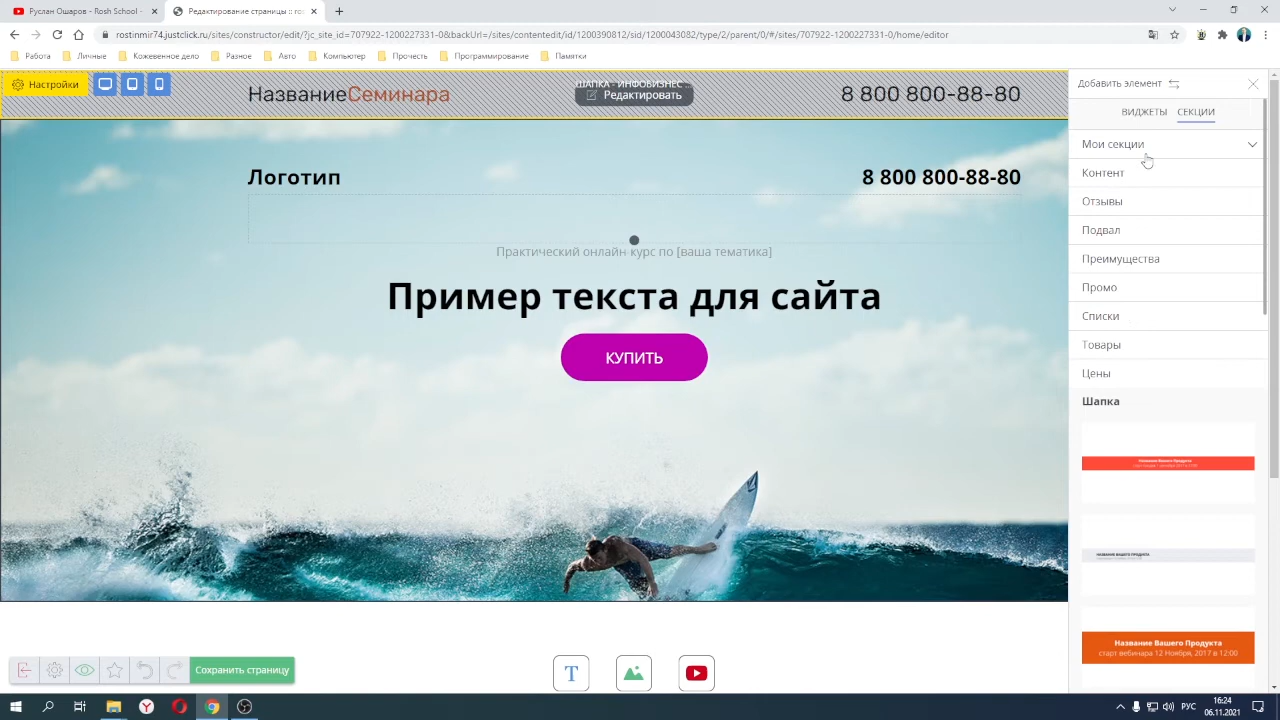 Руслан Ошаров - Rosh School -
Редактирование страницы :: rost
rostinmir74.justclick.ru/sites/constructor/edit/?jc_site_id=707922-1200227331-0&backUrl=/sites/contentedit/id/1200390812/sid/1200043082/type/2/parent/0/#/sites/707922-1200227331-0/home/editor
Работа
Личные
Кожевенное дело
Разное
Авто
Компьютер
Прочесть
Программирование
Памятки
Настройки
НазваниеСеминара
ШАПКА - ИНФОБИЗНЕС ...
Редактировать
8 800 800-88-80
Логотип
8 800 800-88-80
Практический онлайн-курс по [ваша тематика]
Пример текста для сайта
КУПИТЬ
Сохранить страницу
T
Добавить элемент
ВИДЖЕТЫ
СЕКЦИИ
Мои секции
Контент
Отзывы
Подвал
Преимущества
Промо
Списки
Товары
Цены
Шапка
Название Вашего Продукта
НАЗВАНИЕ ВАШЕГО ПРОДУКТА
Название Вашего Продукта
старт вебинара 12 Ноября, 2017 в 12:00
РУС
16:24
06.11.2021